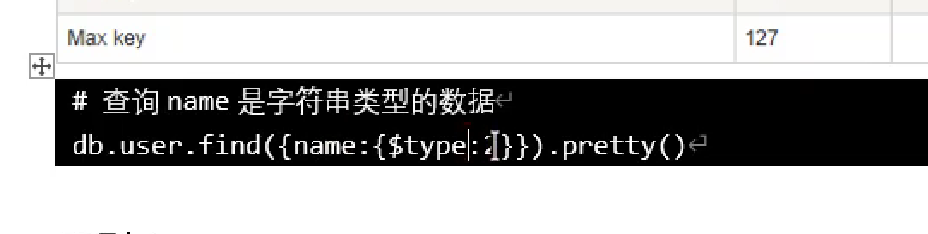 Max key 127
# 查询 name 是字符串类型的数据
db.user.find({name:{$type:2}}).pretty()